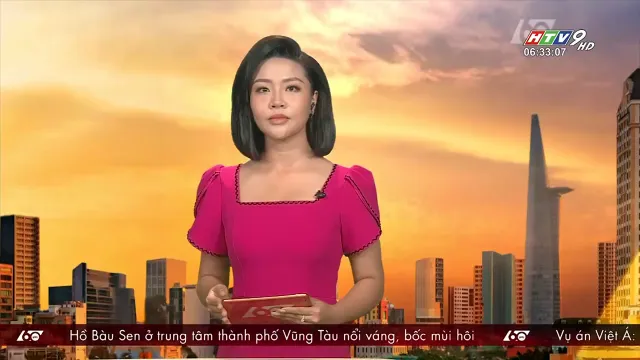 HTV9 HD
06:33:07
Hồ Bàu Sen ở trung tâm thành phố Vũng Tàu nổi váng, bốc mùi hôi
60
Vụ án Việt Á.